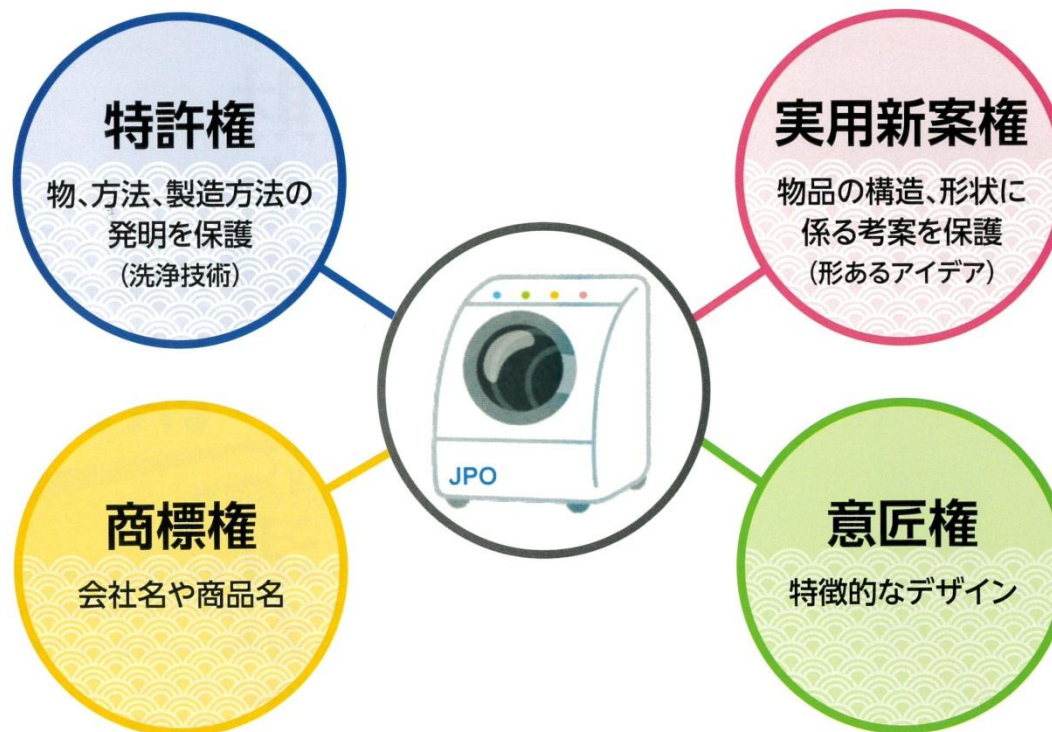 特許権
物、方法、製造方法の
発明を保護
(洗浄技術)
実用新案権
物品の構造、形状に
係る考案を保護
(形あるアイデア)
JPO
商標権
会社名や商品名
意匠権
特徴的なデザイン